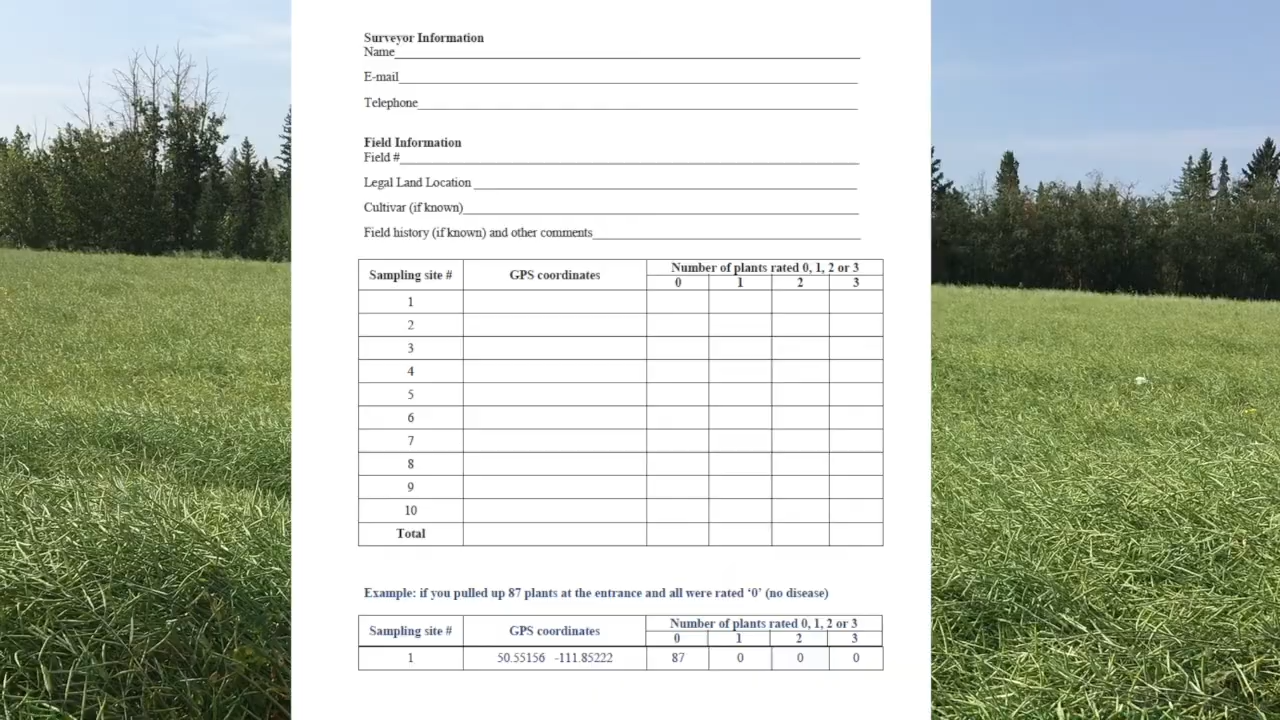 Surveyor Information
Name
E-mail
Telephone
Field Information
Field #
Legal Land Location
Cultivar (if known)
Field history (if known) and other comments
Sampling site # GPS coordinates Number of plants rated 0, 1, 2 or 3
0 1 2 3
1
2
3
4
5
6
7
8
9
10
Total
Example: if you pulled up 87 plants at the entrance and all were rated ‘0’ (no disease)
Sampling site # GPS coordinates Number of plants rated 0, 1, 2 or 3
0 1 2 3
1 50.55156 -111.85222 87 0 0 0